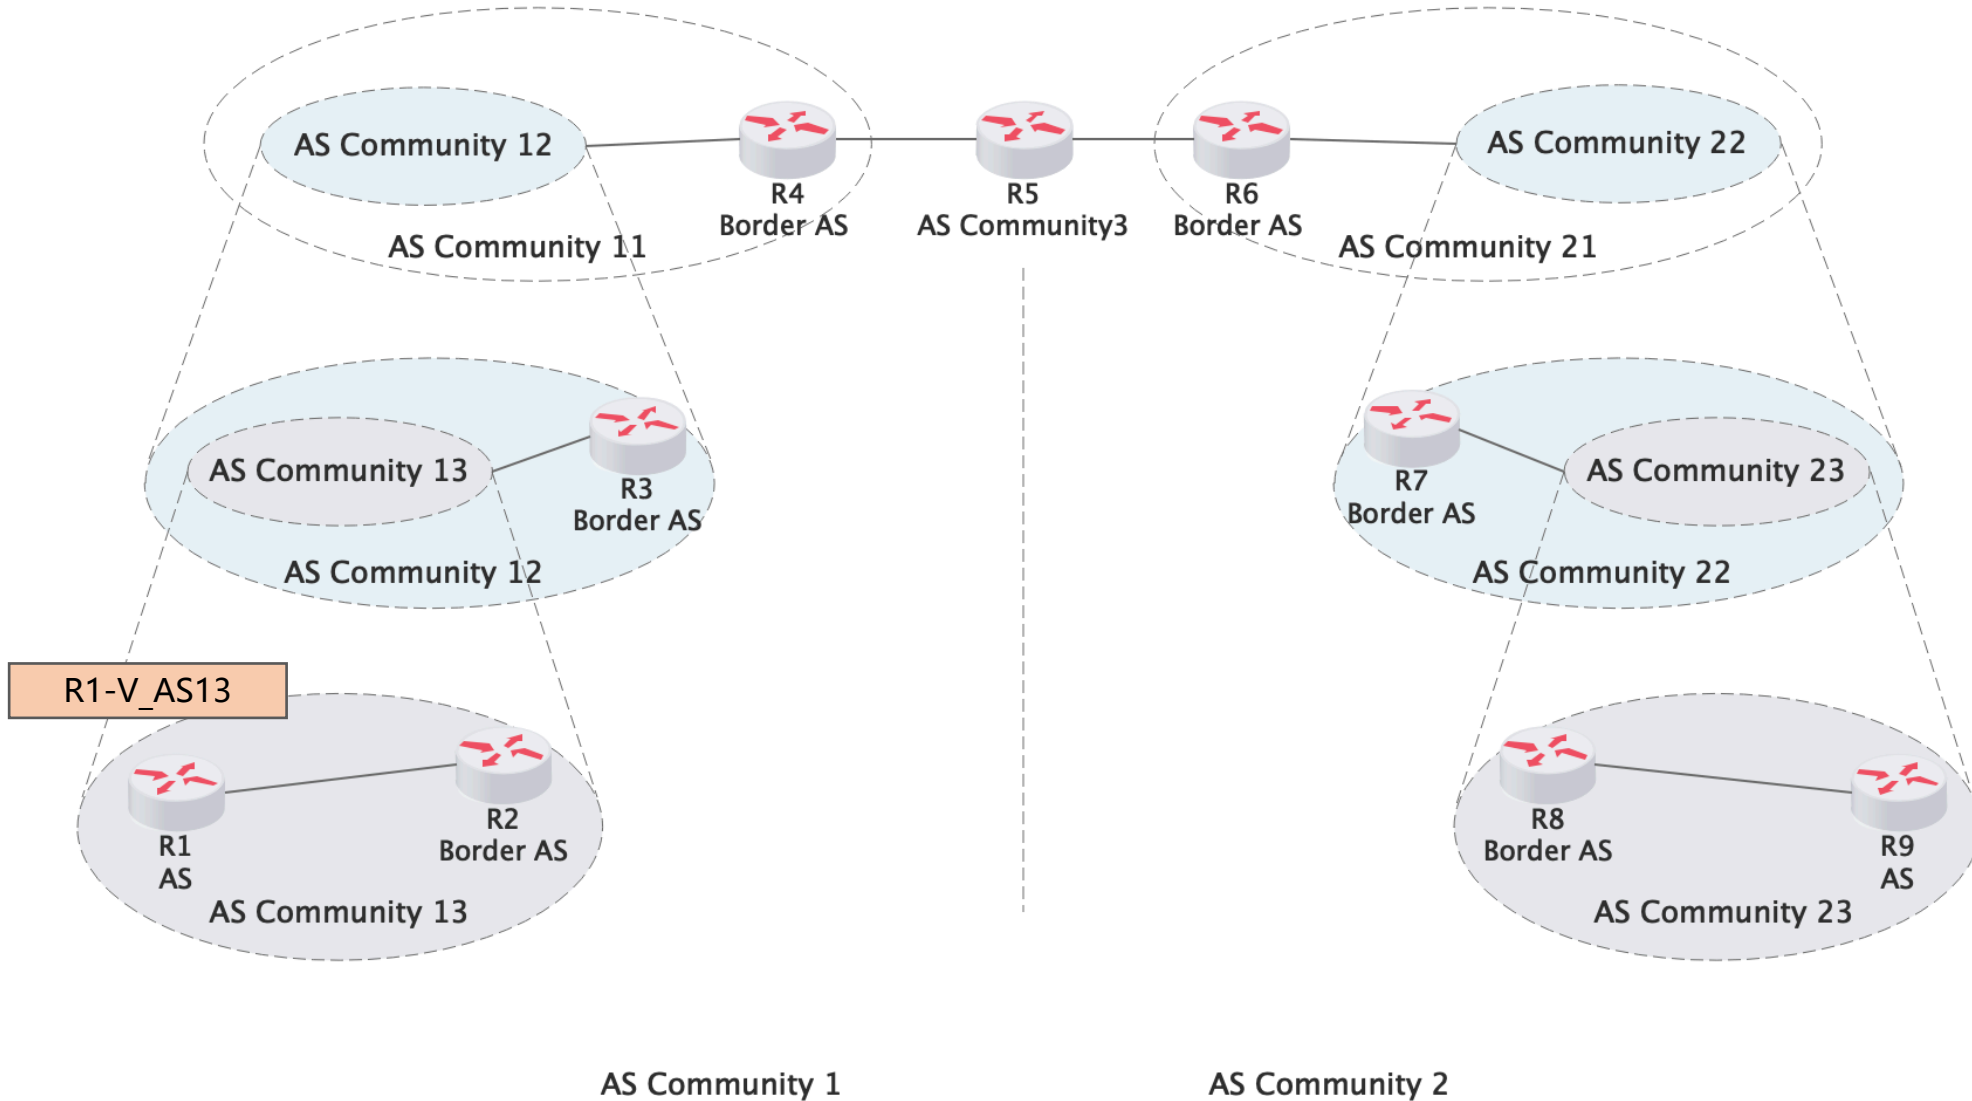 AS Community 12
AS Community 22
R4
Border AS
R5
AS Community3
R6
Border AS
AS Community 11
AS Community 21
AS Community 13
R3
Border AS
AS Community 12
R7
Border AS
AS Community 23
AS Community 22
R1-V_AS13
R1
AS
R2
Border AS
AS Community 13
R8
Border AS
R9
AS
AS Community 23
AS Community 1
AS Community 2